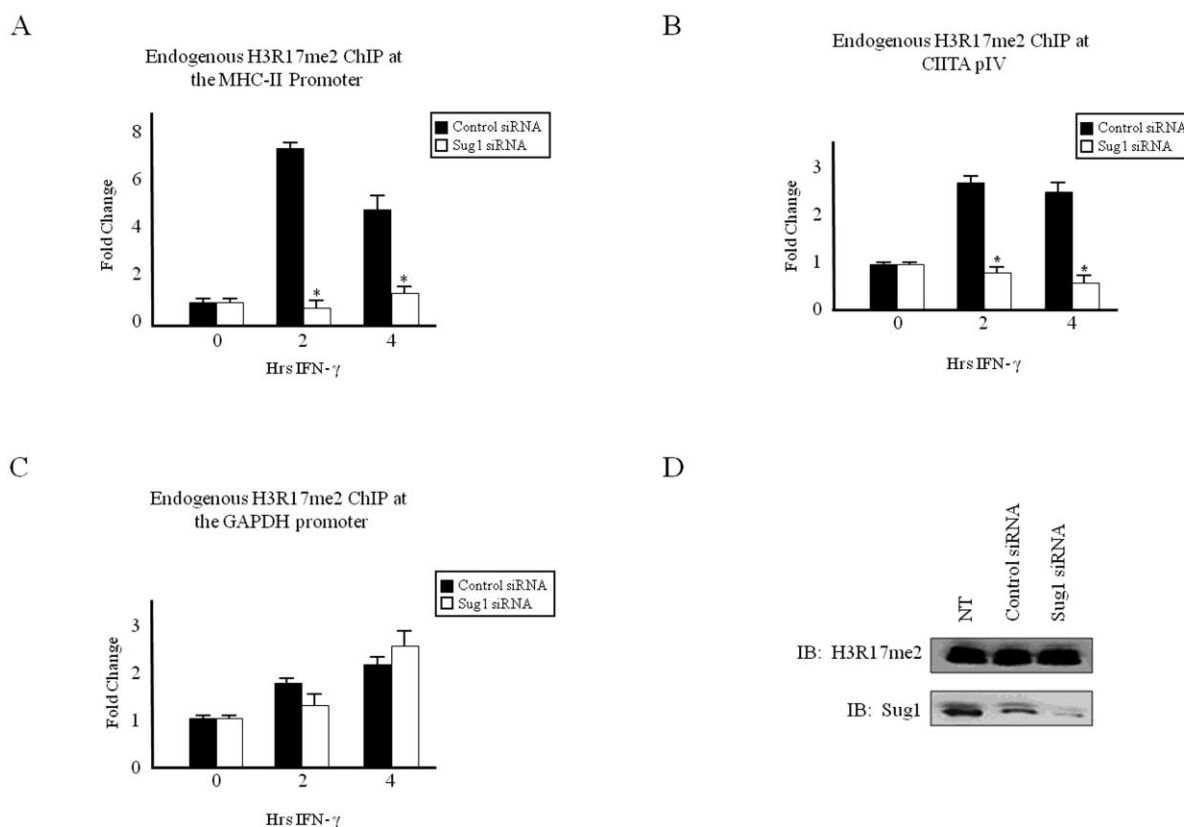 A
Endogenous H3R17me2 ChIP at
the MHC-II Promoter
Control siRNA
Sug1 siRNA
Fold Change
8
6
4
2
0
0 2 4
Hrs IFN-γ
B
Endogenous H3R17me2 ChIP at
CIITA pIV
Control siRNA
Sug1 siRNA
Fold Change
3
2
1
0
* *
0 2 4
Hrs IFN-γ
C
Endogenous H3R17me2 ChIP at
the GAPDH promoter
Control siRNA
Sug1 siRNA
Fold Change
3
2
1
0
0 2 4
Hrs IFN-γ
D
NT
Control siRNA
Sug1 siRNA
IB: H3R17me2
IB: Sug1